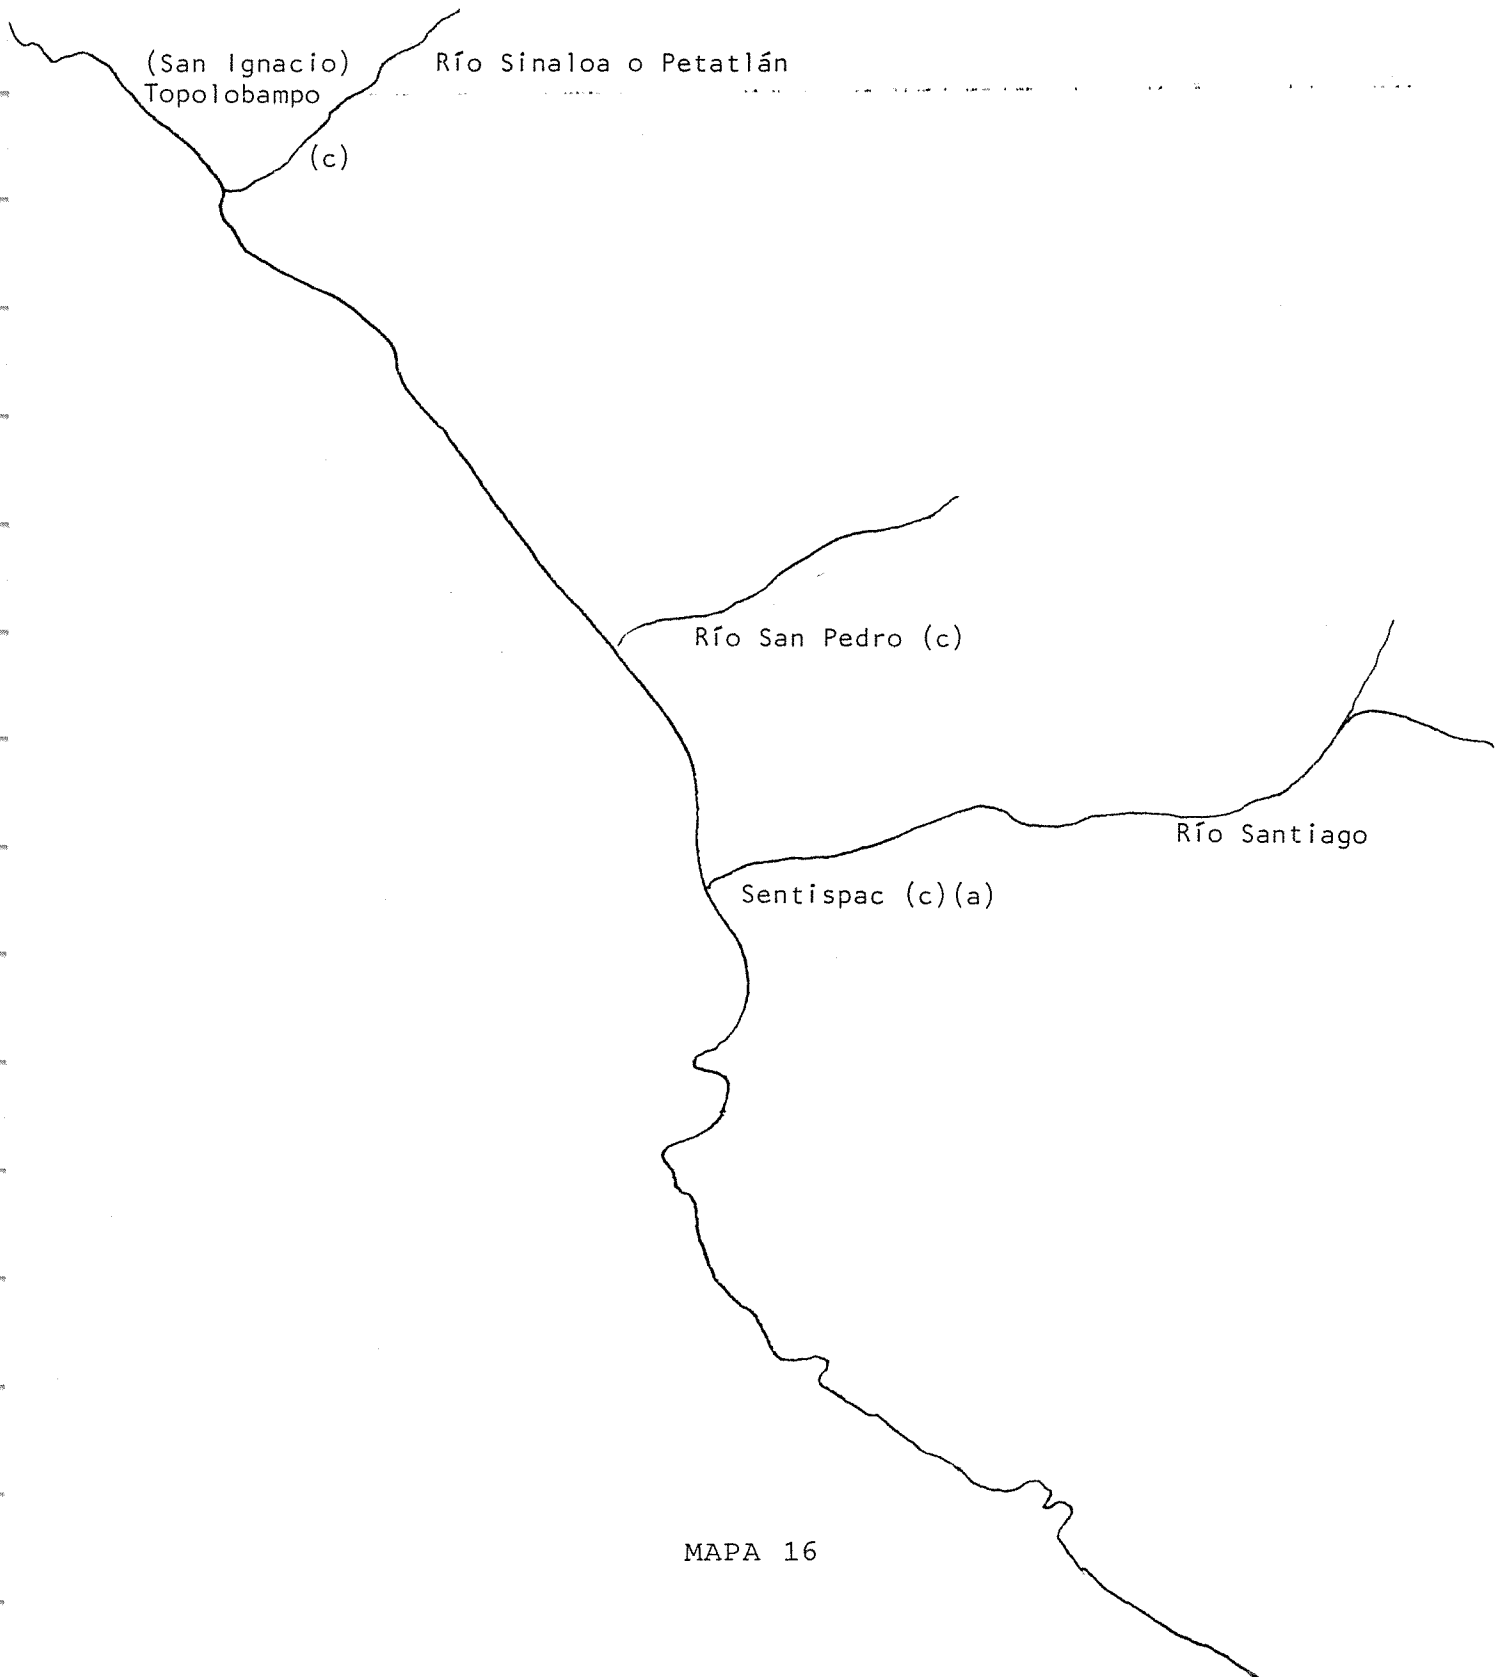 (San Ignacio)
Topolobampo
Río Sinaloa o Petatlán
(c)
Río San Pedro (c)
Río Santiago
Sentispac (c)(a)
MAPA 16